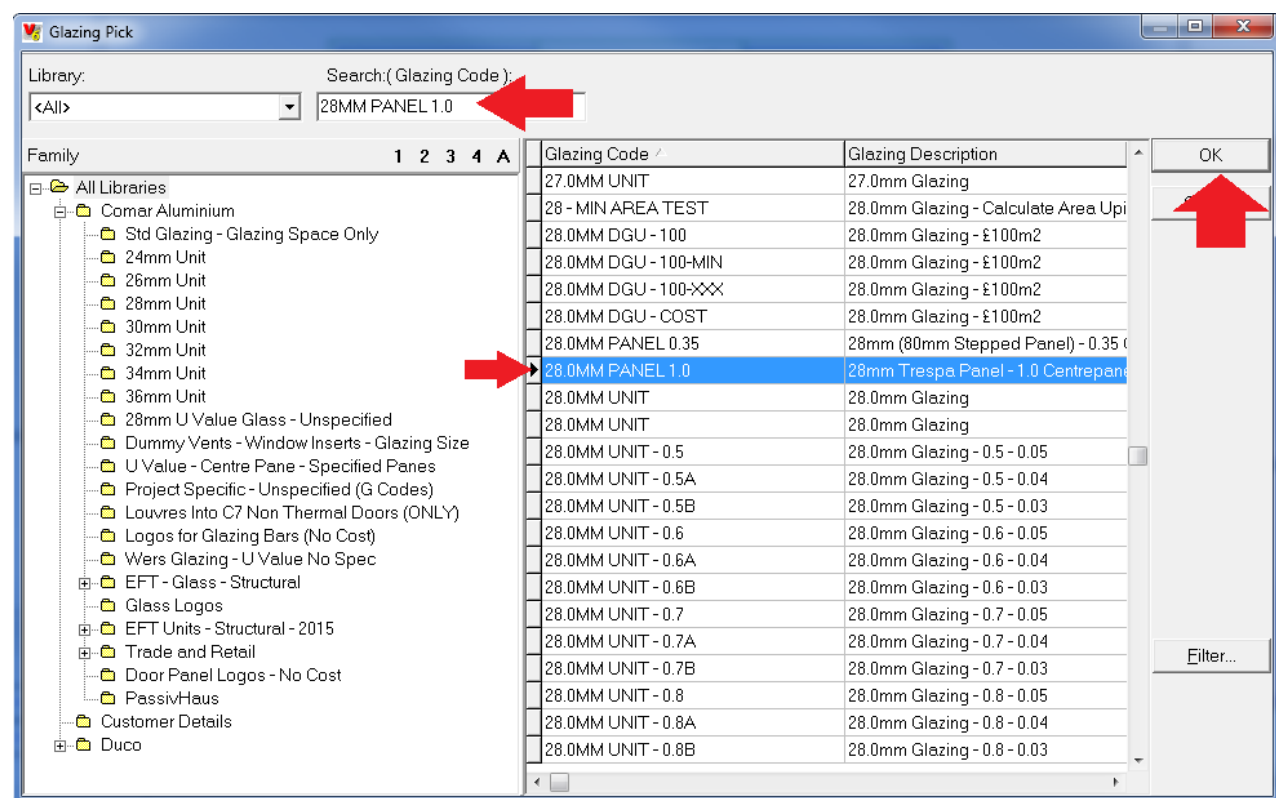 Glazing Pick
Library:
Search:( Glazing Code ):
<All>
28MM PANEL 1.0
Family 1 2 3 4 A
All Libraries
Comar Aluminium
Std Glazing - Glazing Space Only
24mm Unit
26mm Unit
28mm Unit
30mm Unit
32mm Unit
34mm Unit
36mm Unit
28mm U Value Glass - Unspecified
Dummy Vents - Window Inserts - Glazing Size
U Value - Centre Pane - Specified Panes
Project Specific - Unspecified (G Codes)
Louvres Into C7 Non Thermal Doors (ONLY)
Logos for Glazing Bars (No Cost)
Wers Glazing - U Value No Spec
EFT - Glass - Structural
Glass Logos
EFT Units - Structural - 2015
Trade and Retail
Door Panel Logos - No Cost
PassivHaus
Customer Details
Duco
Glazing Code Glazing Description
27.0MM UNIT 27.0mm Glazing
28 - MIN AREA TEST 28.0mm Glazing - Calculate Area Upi
28.0MM DGU - 100 28.0mm Glazing - £100m2
28.0MM DGU - 100-MIN 28.0mm Glazing - £100m2
28.0MM DGU - 100-XXX 28.0mm Glazing - £100m2
28.0MM DGU - COST 28.0mm Glazing - £100m2
28.0MM PANEL 0.35 28mm (80mm Stepped Panel) - 0.35
28.0MM PANEL 1.0 28mm Trespa Panel - 1.0 Centrepane
28.0MM UNIT 28.0mm Glazing
28.0MM UNIT 28.0mm Glazing
28.0MM UNIT - 0.5 28.0mm Glazing - 0.5 - 0.05
28.0MM UNIT - 0.5A 28.0mm Glazing - 0.5 - 0.04
28.0MM UNIT - 0.5B 28.0mm Glazing - 0.5 - 0.03
28.0MM UNIT - 0.6 28.0mm Glazing - 0.6 - 0.05
28.0MM UNIT - 0.6A 28.0mm Glazing - 0.6 - 0.04
28.0MM UNIT - 0.6B 28.0mm Glazing - 0.6 - 0.03
28.0MM UNIT - 0.7 28.0mm Glazing - 0.7 - 0.05
28.0MM UNIT - 0.7A 28.0mm Glazing - 0.7 - 0.04
28.0MM UNIT - 0.7B 28.0mm Glazing - 0.7 - 0.03
28.0MM UNIT - 0.8 28.0mm Glazing - 0.8 - 0.05
28.0MM UNIT - 0.8A 28.0mm Glazing - 0.8 - 0.04
28.0MM UNIT - 0.8B 28.0mm Glazing - 0.8 - 0.03
OK
Filter...